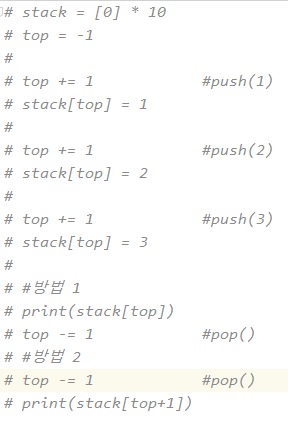 # stack = [0] * 10
# top = -1
#
# top += 1 #push(1)
# stack[top] = 1
#
# top += 1 #push(2)
# stack[top] = 2
#
# top += 1 #push(3)
# stack[top] = 3
#
# #방법 1
# print(stack[top])
# top -= 1 #pop()
# #방법 2
# top -= 1 #pop()
# print(stack[top+1])